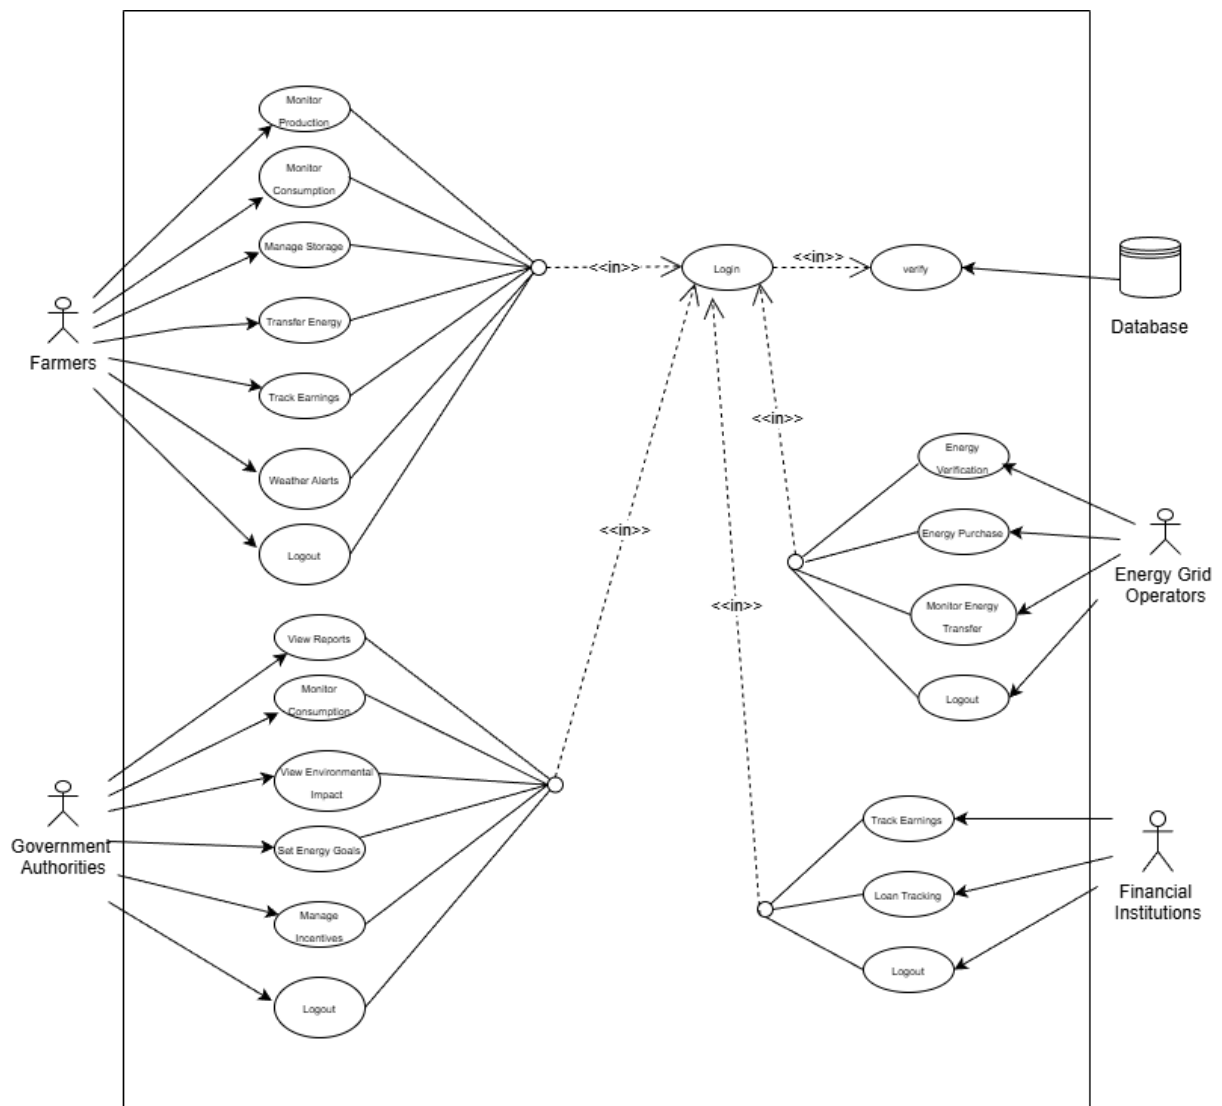 Monitor
Production
Monitor
Consumption
Manage Storage
Transfer Energy
Track Earnings
Weather Alerts
Logout
Farmers
<<in>>
Login
<<in>>
verify
Database
<<in>>
<<in>>
<<in>>
Energy
Verification
Energy Purchase
Monitor Energy
Transfer
Logout
Energy Grid
Operators
View Reports
Monitor
Consumption
View Environmental
Impact
Set Energy Goals
Manage
Incentives
Logout
Government
Authorities
Track Earnings
Loan Tracking
Logout
Financial
Institutions